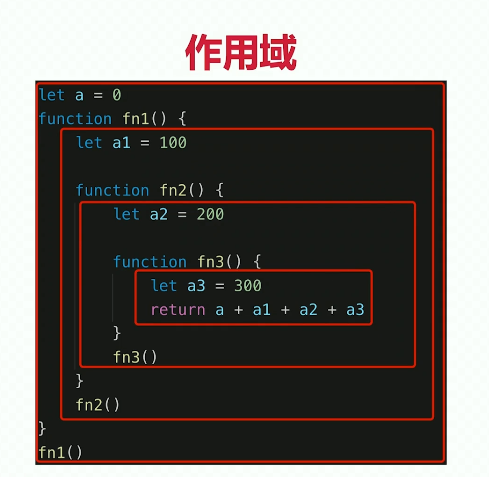 作用域
let a = 0
function fn1() {
    let a1 = 100
    function fn2() {
        let a2 = 200
        function fn3() {
            let a3 = 300
            return a + a1 + a2 + a3
        }
        fn3()
    }
    fn2()
}
fn1()